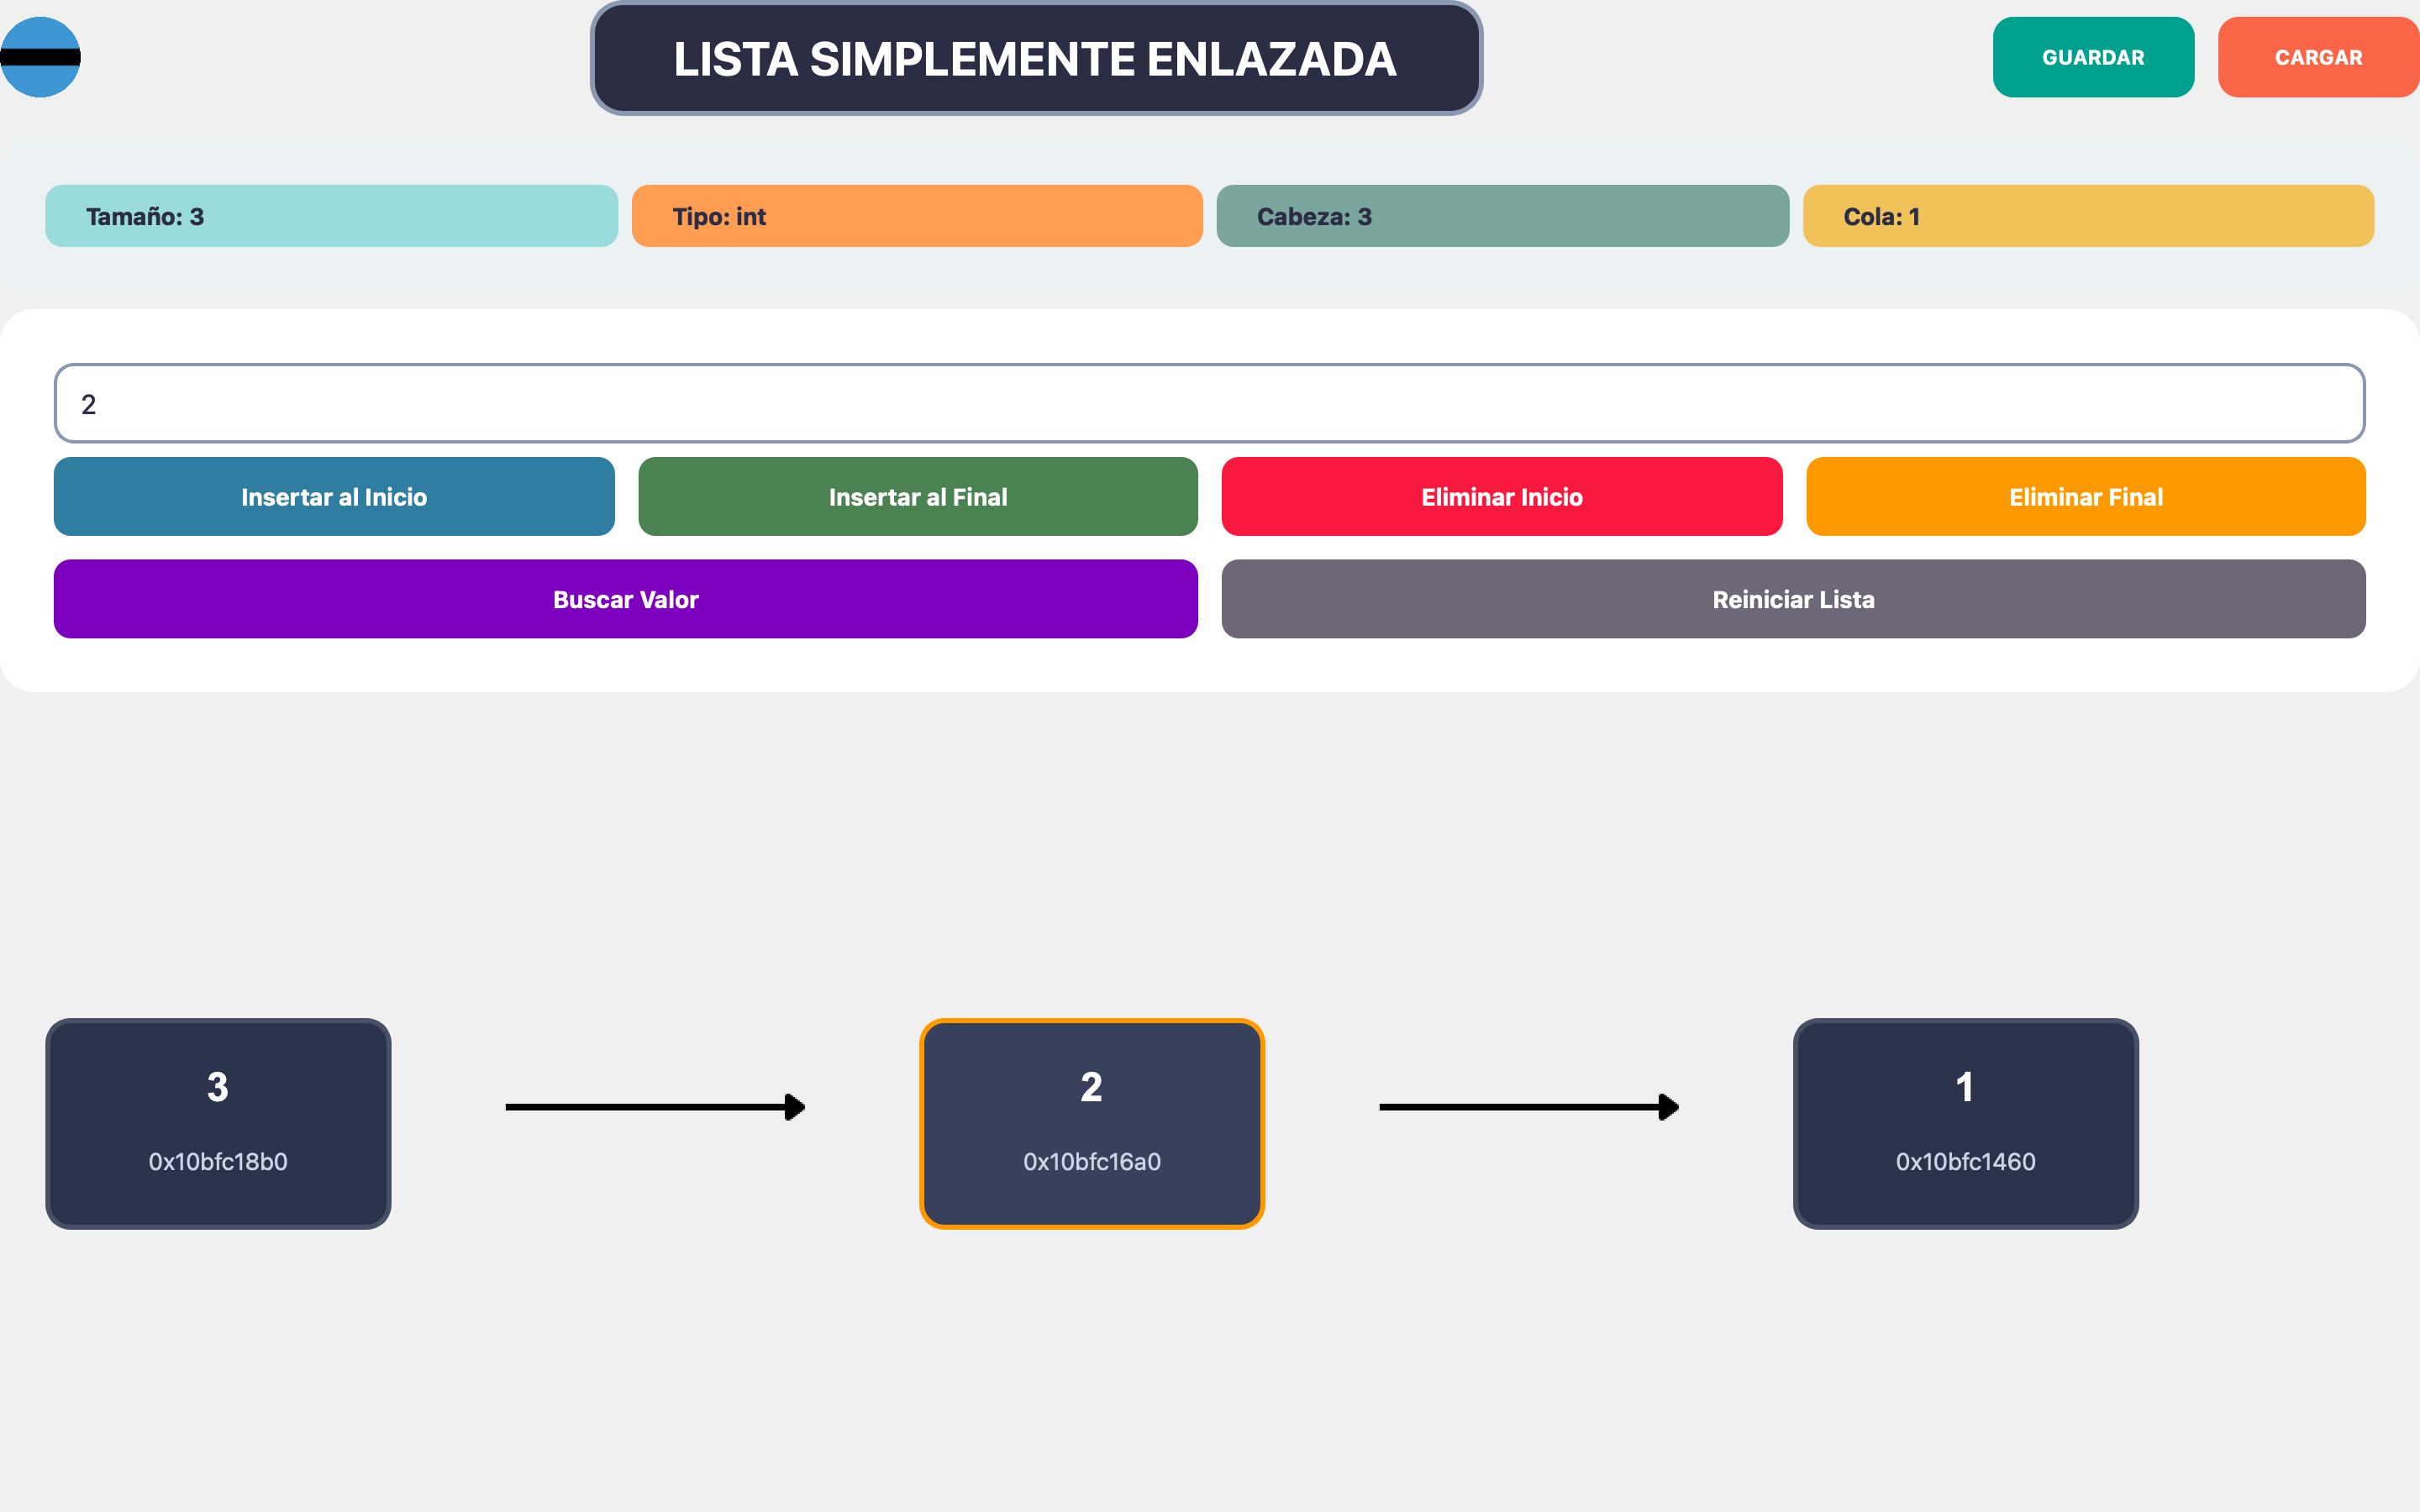 LISTA SIMPLEMENTE ENLAZADA
GUARDAR
CARGAR
Tamaño: 3
Tipo: int
Cabeza: 3
Cola: 1
2
Insertar al Inicio
Insertar al Final
Eliminar Inicio
Eliminar Final
Buscar Valor
Reiniciar Lista
3
0x10bfc18b0
2
0x10bfc16a0
1
0x10bfc1460